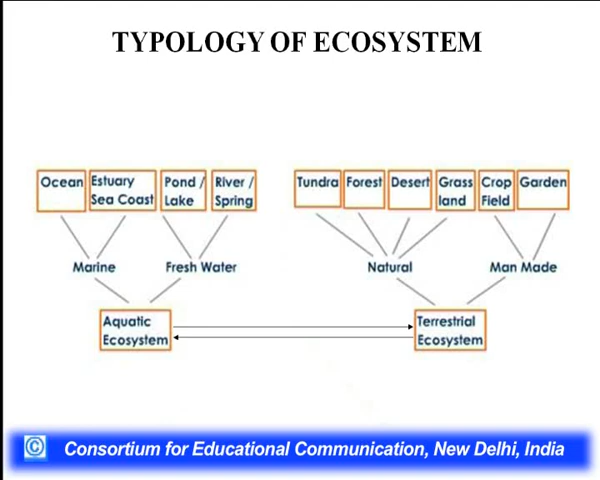 TYPOLOGY OF ECOSYSTEM
Ocean
Estuary
Sea Coast
Pond /
Lake
River /
Spring
Tundra
Forest
Desert
Grass
land
Crop
Field
Garden
Marine
Fresh Water
Natural
Man Made
Aquatic
Ecosystem
Terrestrial
Ecosystem
© Consortium for Educational Communication, New Delhi, India